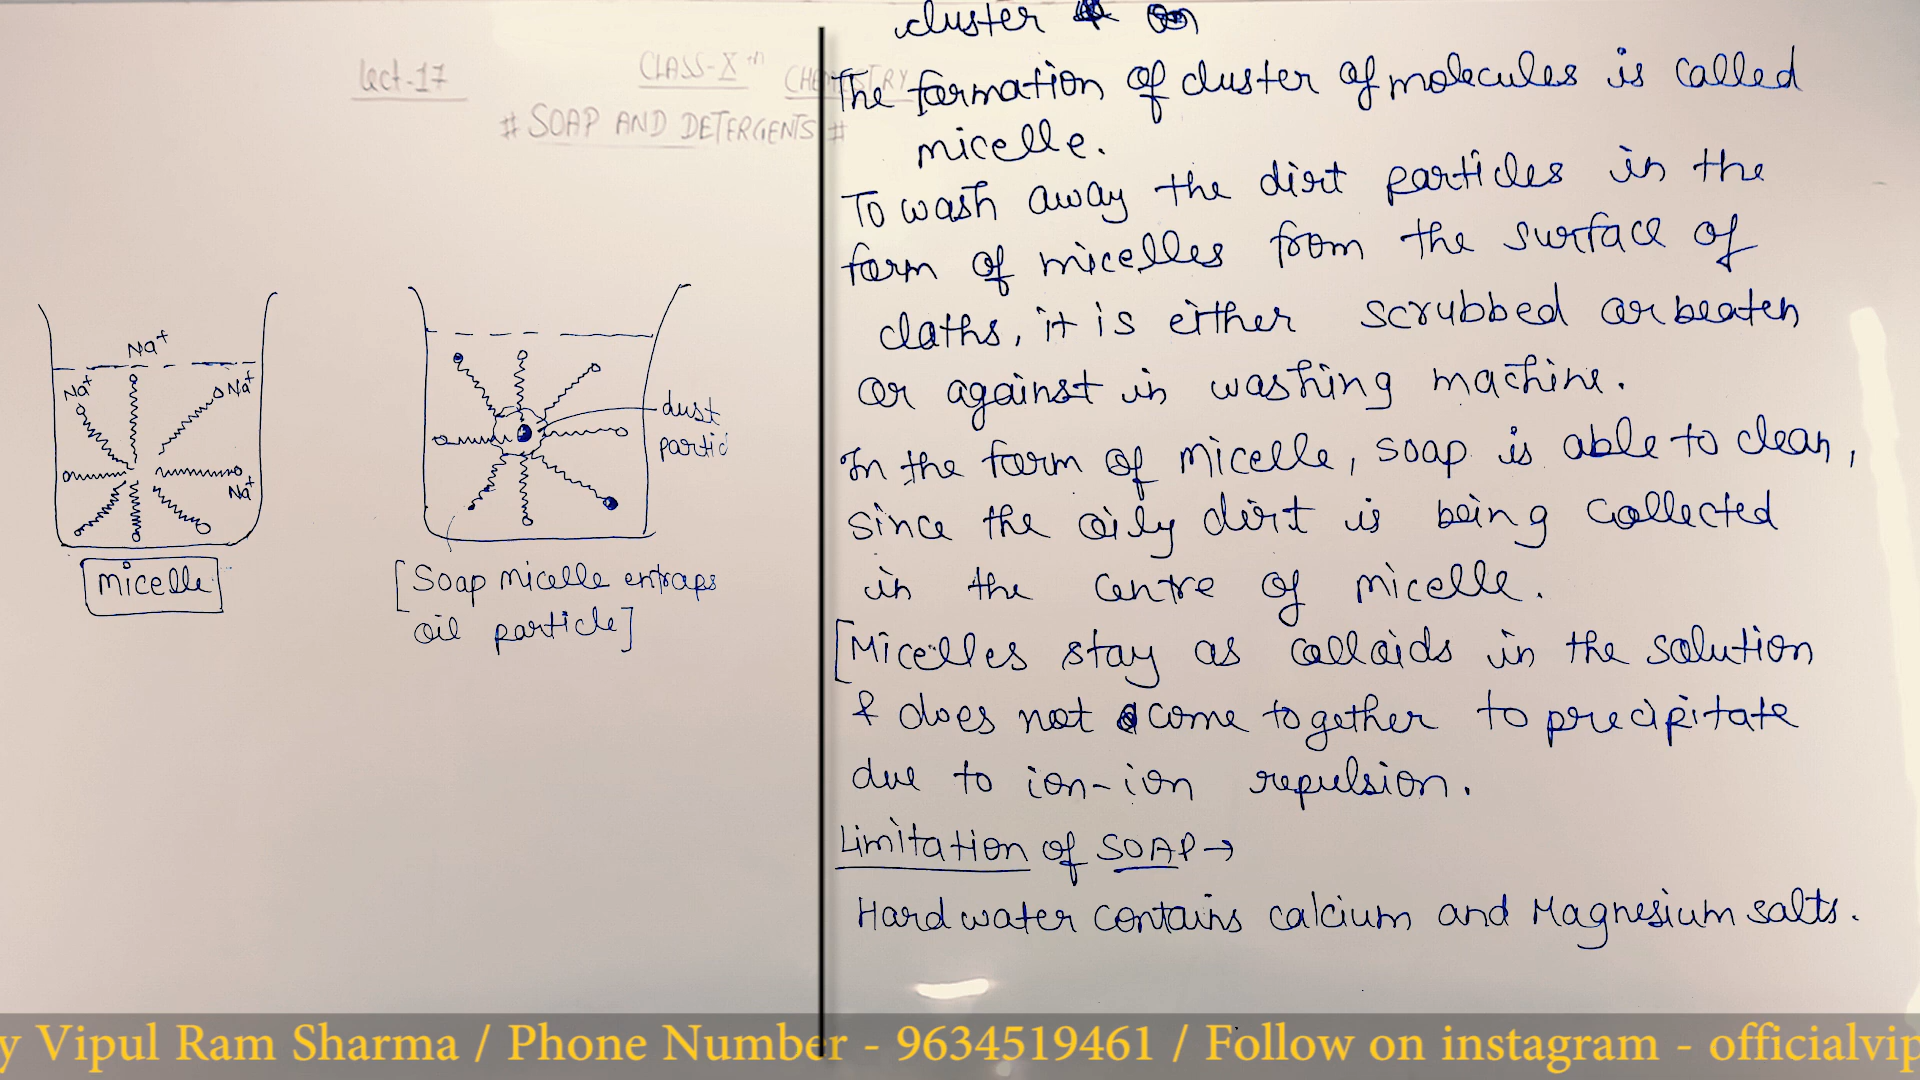 Lect-17
CLASS-Xth CHEMISTRY
# SOAP AND DETERGENTS #
Na+
Na+
Na+
Na+
micelle
dust
partic
[Soap micelle entraps
oil particle]
cluster
The formation of cluster of molecules is called
micelle.
To wash away the dirt particles in the
form of micelles from the surface of
cloths, it is either scrubbed or beaten
or against in washing machine.
In the form of micelle, soap is able to clean,
since the oily dirt is being collected
in the centre of micelle.
[Micelles stay as colloids in the solution
& does not come together to precipitate
due to ion-ion repulsion.
Limitation of SOAP →
Hard water contains calcium and Magnesium salts.
y Vipul Ram Sharma / Phone Number - 9634519461 / Follow on instagram - officialvip